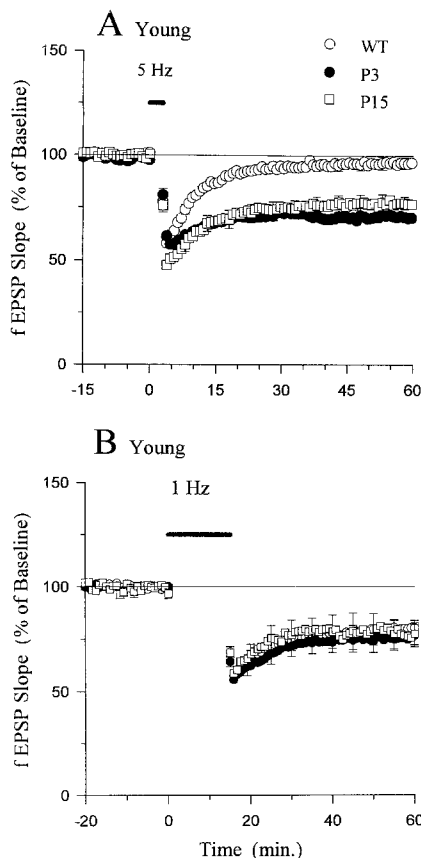 A Young
WT
P3
P15
5 Hz
150
100
50
0
f EPSP Slope (% of Baseline)
-15 0 15 30 45 60
B Young
1 Hz
150
100
50
0
f EPSP Slope (% of Baseline)
-20 0 20 40 60
Time (min.)